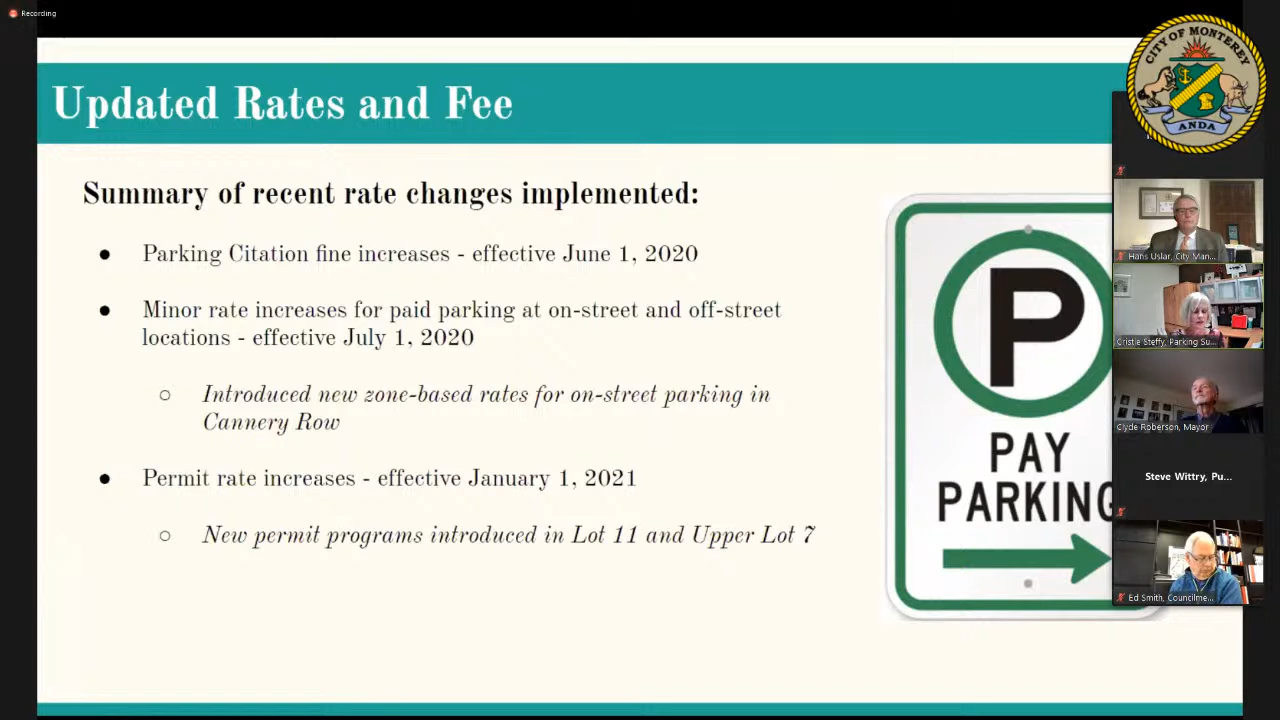 Recording
CITY OF MONTEREY
ANDA
Updated Rates and Fee
Summary of recent rate changes implemented:
● Parking Citation fine increases - effective June 1, 2020
● Minor rate increases for paid parking at on-street and off-street
locations - effective July 1, 2020
○ Introduced new zone-based rates for on-street parking in
Cannery Row
● Permit rate increases - effective January 1, 2021
○ New permit programs introduced in Lot 11 and Upper Lot 7
P
PAY
PARKING
Hans Uslar, City Man...
Cristie Steffy, Parking Su...
Clyde Roberson, Mayor
Steve Wittry, Pu...
Ed Smith, Councilme...